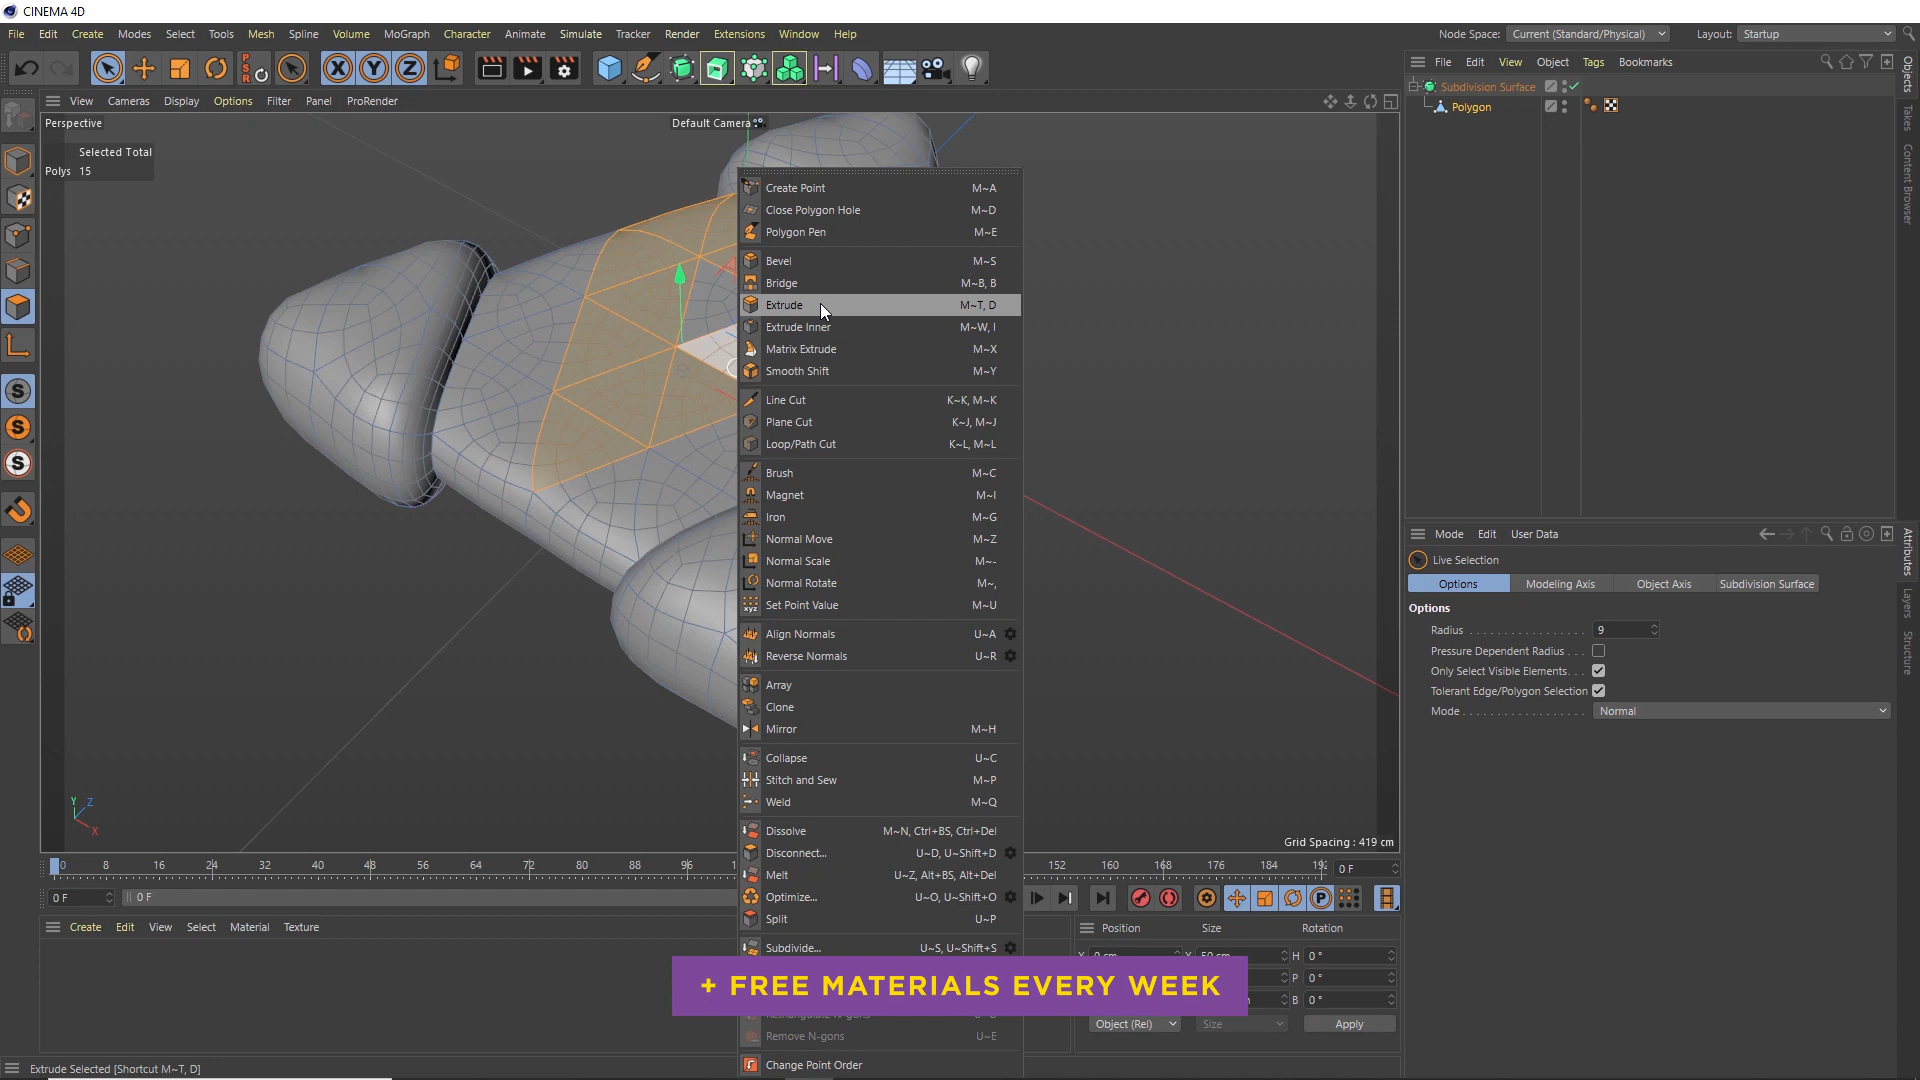 CINEMA 4D
File Edit Create Modes Select Tools Mesh Spline Volume MoGraph Character Animate Simulate Tracker Render Extensions Window Help
Node Space: Current (Standard/Physical) Layout: Startup
View Cameras Display Options Filter Panel ProRender
File Edit View Object Tags Bookmarks
Perspective
Default Camera
Selected Total
Polys 15
Subdivision Surface
Polygon
Objects
Takes
Content Browser
Create Point M~A
Close Polygon Hole M~D
Polygon Pen M~E
Bevel M~S
Bridge M~B, B
Extrude M~T, D
Extrude Inner M~W, I
Matrix Extrude M~X
Smooth Shift M~Y
Line Cut K~K, M~K
Plane Cut K~J, M~J
Loop/Path Cut K~L, M~L
Brush M~C
Magnet M~I
Iron M~G
Normal Move M~Z
Normal Scale M~-
Normal Rotate M~,
Set Point Value M~U
Align Normals U~A
Reverse Normals U~R
Array
Clone
Mirror M~H
Collapse U~C
Stitch and Sew M~P
Weld M~Q
Dissolve M~N, Ctrl+BS, Ctrl+Del
Disconnect... U~D, U~Shift+D
Melt U~Z, Alt+BS, Alt+Del
Optimize... U~O, U~Shift+O
Split U~P
Subdivide... U~S, U~Shift+S
Remove N-gons U~E
Change Point Order
Mode Edit User Data
Live Selection
Options Modeling Axis Object Axis Subdivision Surface
Options
Radius 9
Pressure Dependent Radius
Only Select Visible Elements
Tolerant Edge/Polygon Selection
Mode Normal
Attributes
Layers
Structure
Y Z
X
Grid Spacing : 419 cm
0 8 16 24 32 40 48 56 64 72 80 88 96 152 160 168 176 184 0 F
0 F 0 F
Create Edit View Select Material Texture
Position Size Rotation
H 0 °
P 0 °
B 0 °
Object (Rel) Size Apply
+ FREE MATERIALS EVERY WEEK
Extrude Selected [Shortcut M~T, D]